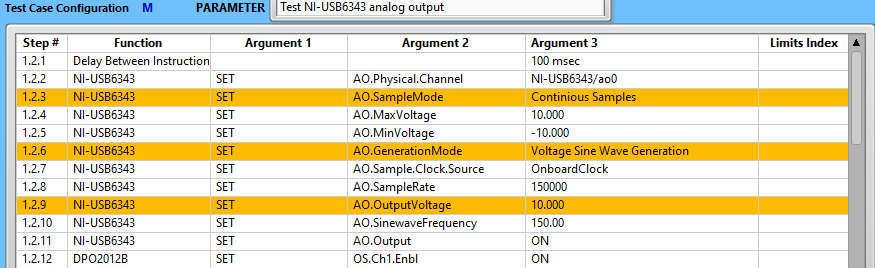 Test Case Configuration M PARAMETER Test NI-USB6343 analog output
Step # Function Argument 1 Argument 2 Argument 3 Limits Index
1.2.1 Delay Between Instruction 100 msec
1.2.2 NI-USB6343 SET AO.Physical.Channel NI-USB6343/ao0
1.2.3 NI-USB6343 SET AO.SampleMode Continious Samples
1.2.4 NI-USB6343 SET AO.MaxVoltage 10.000
1.2.5 NI-USB6343 SET AO.MinVoltage -10.000
1.2.6 NI-USB6343 SET AO.GenerationMode Voltage Sine Wave Generation
1.2.7 NI-USB6343 SET AO.Sample.Clock.Source OnboardClock
1.2.8 NI-USB6343 SET AO.SampleRate 150000
1.2.9 NI-USB6343 SET AO.OutputVoltage 10.000
1.2.10 NI-USB6343 SET AO.SinewaveFrequency 150.00
1.2.11 NI-USB6343 SET AO.Output ON
1.2.12 DPO2012B SET OS.Ch1.Enbl ON